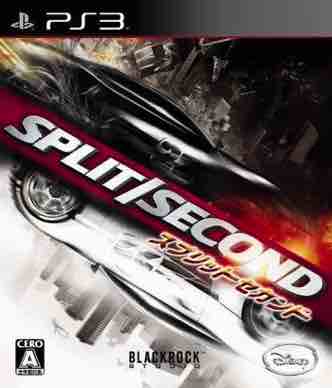 PS3
SPLIT/SECOND
スプリットセカンド
CERO
A
BLACKROCK
STUDIO
Disney